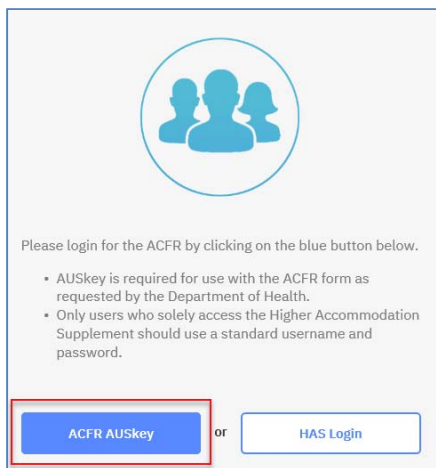 Please login for the ACFR by clicking on the blue button below.
▪ AUSkey is required for use with the ACFR form as
requested by the Department of Health.
▪ Only users who solely access the Higher Accommodation
Supplement should use a standard username and
password.
ACFR AUSkey or HAS Login